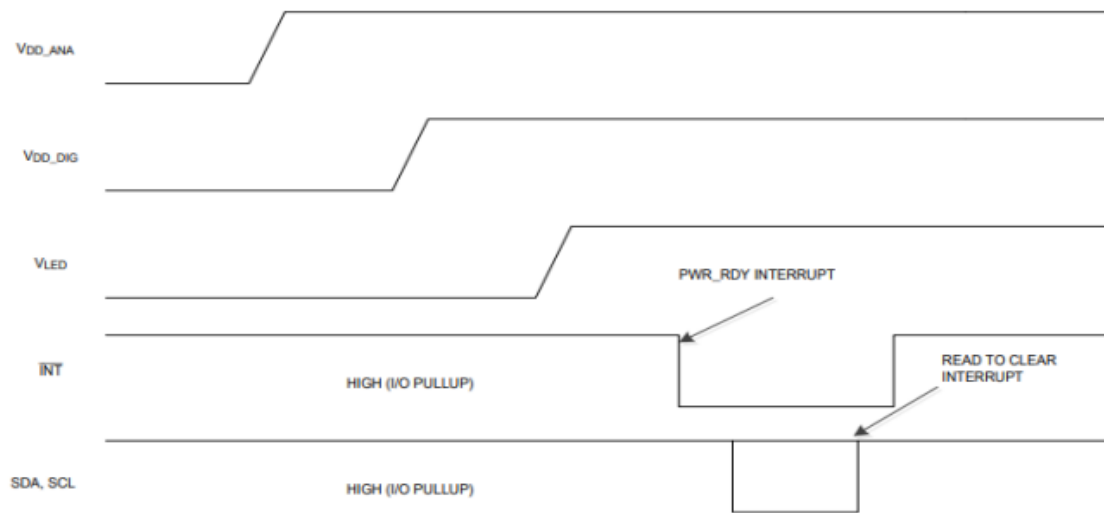 VDD_ANA
VDD_DIG
VLED
PWR_RDY INTERRUPT
INT
HIGH (I/O PULLUP)
READ TO CLEAR
INTERRUPT
SDA, SCL
HIGH (I/O PULLUP)